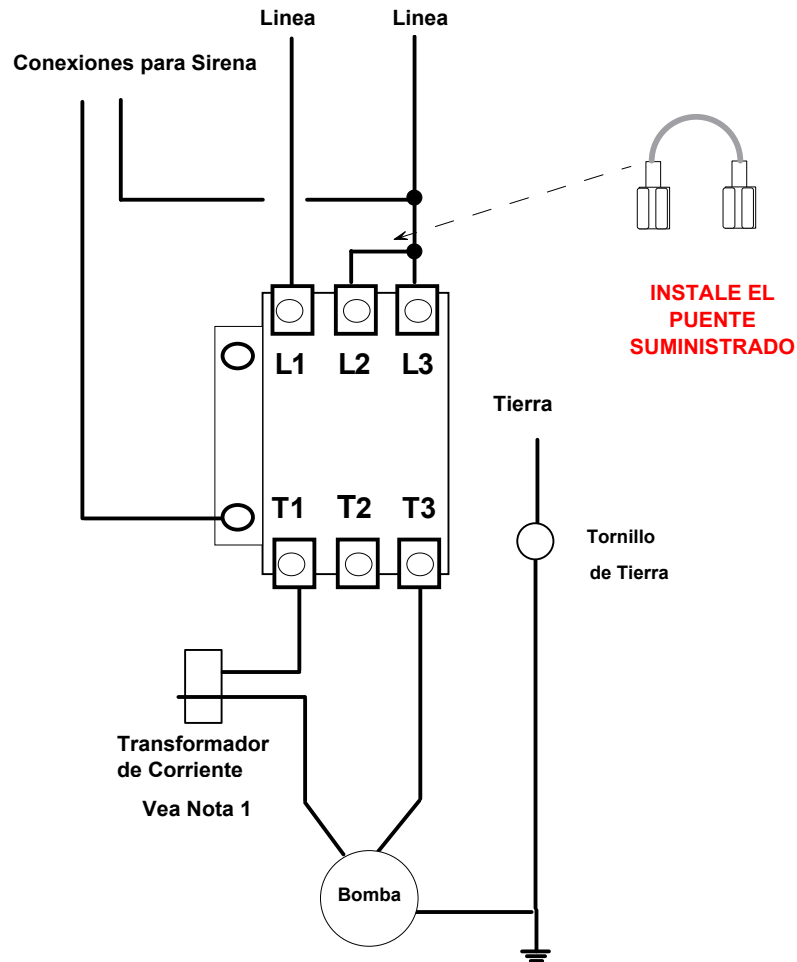 Linea
Linea
Conexiones para Sirena
INSTALE EL
PUENTE
SUMINISTRADO
L1
L2
L3
Tierra
T1
T2
T3
Tornillo
de Tierra
Transformador
de Corriente
Vea Nota 1
Bomba